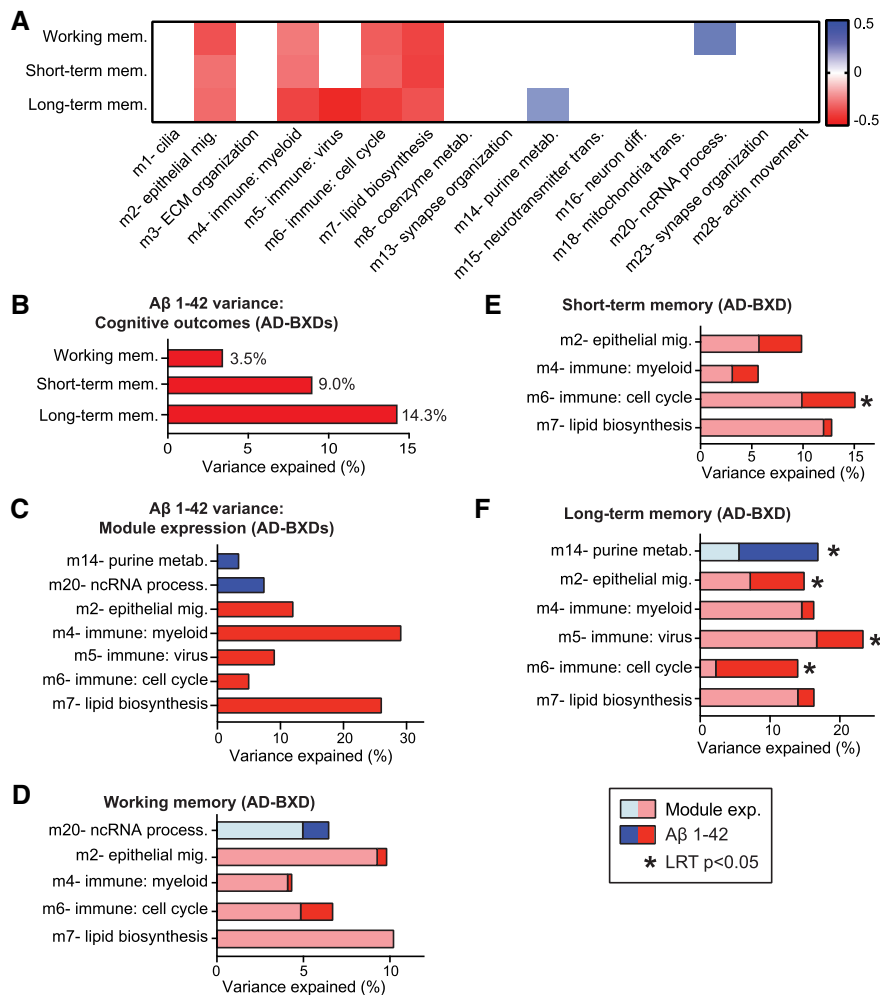 A
Working mem.
Short-term mem.
Long-term mem.
0.5
0
-0.5
m1- cilia
m2- epithelial mig.
m3- ECM organization
m4- immune: myeloid
m5- immune: virus
m6- immune: cell cycle
m7- lipid biosynthesis
m8- coenzyme metab.
m13- synapse organization
m14- purine metab.
m15- neurotransmitter trans.
m16- neuron diff.
m18- mitochondria trans.
m20- ncRNA process.
m23- synapse organization
m28- actin movement
B
Aβ 1-42 variance:
Cognitive outcomes (AD-BXDs)
Working mem.
3.5%
Short-term mem.
9.0%
Long-term mem.
14.3%
0 5 10 15
Variance expained (%)
C
Aβ 1-42 variance:
Module expression (AD-BXDs)
m14- purine metab.
m20- ncRNA process.
m2- epithelial mig.
m4- immune: myeloid
m5- immune: virus
m6- immune: cell cycle
m7- lipid biosynthesis
0 10 20 30
Variance expained (%)
D
Working memory (AD-BXD)
m20- ncRNA process.
m2- epithelial mig.
m4- immune: myeloid
m6- immune: cell cycle
m7- lipid biosynthesis
0 5 10
Variance expained (%)
E
Short-term memory (AD-BXD)
m2- epithelial mig.
m4- immune: myeloid
m6- immune: cell cycle *
m7- lipid biosynthesis
0 5 10 15
Variance expained (%)
F
Long-term memory (AD-BXD)
m14- purine metab. *
m2- epithelial mig. *
m4- immune: myeloid
m5- immune: virus *
m6- immune: cell cycle *
m7- lipid biosynthesis
0 10 20
Variance expained (%)
Module exp.
Aβ 1-42
* LRT p<0.05